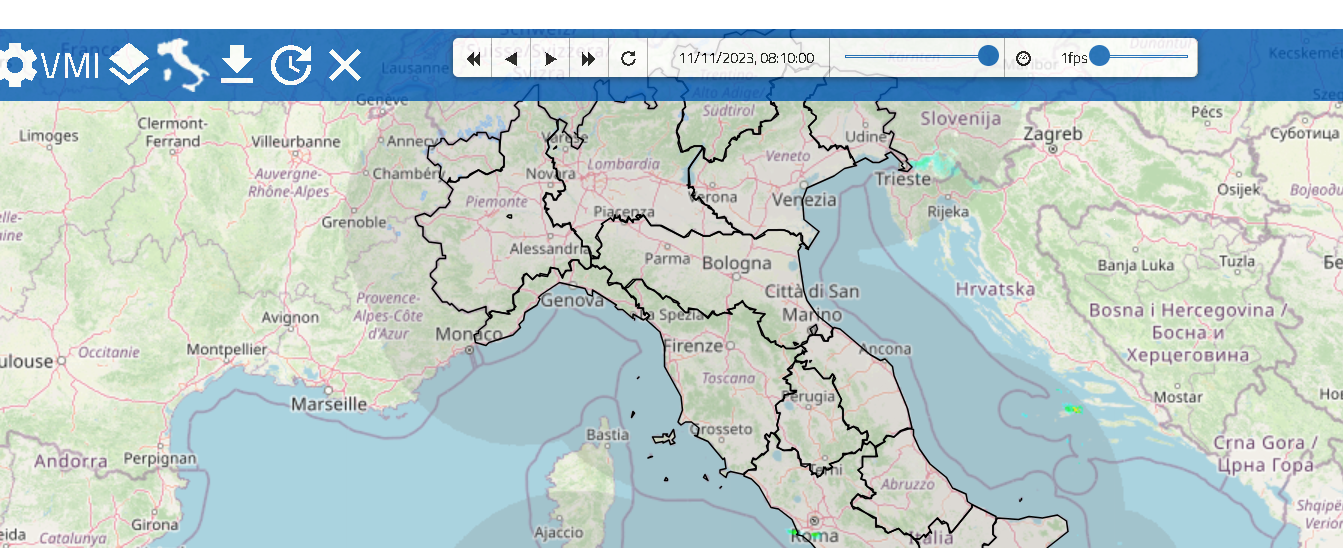 VMI
11/11/2023, 08:10:00
1fps
Lausanne
Genève
Alto Adige/
Südtirol
Slovenija
Pécs
Kecskemét
Суботица
Limoges
Clermont-
Ferrand
Villeurbanne
Annecy
Varese
Udine
Zagreb
Auvergne-
Rhône-Alpes
Chambéry
Novara
Lombardia
Veneto
Trieste
Osijek
Piemonte
Verona
Venezia
Rijeka
Grenoble
Piacenza
Alessandria
Parma
Bologna
Banja Luka
Tuzla
Provence-
Alpes-Côte
d'Azur
Genova
Città di San
Marino
Hrvatska
Avignon
La Spezia
Bosna i Hercegovina /
Босна и
Херцеговина
Monaco
Montpellier
Firenze
Ancona
Occitanie
Toscana
Mostar
Marseille
Perugia
Bastia
Grosseto
Crna Gora /
Црна Гора
Andorra
Perpignan
Terni
Abruzzo
Girona
Ajaccio
Catalunya
Roma
Italia